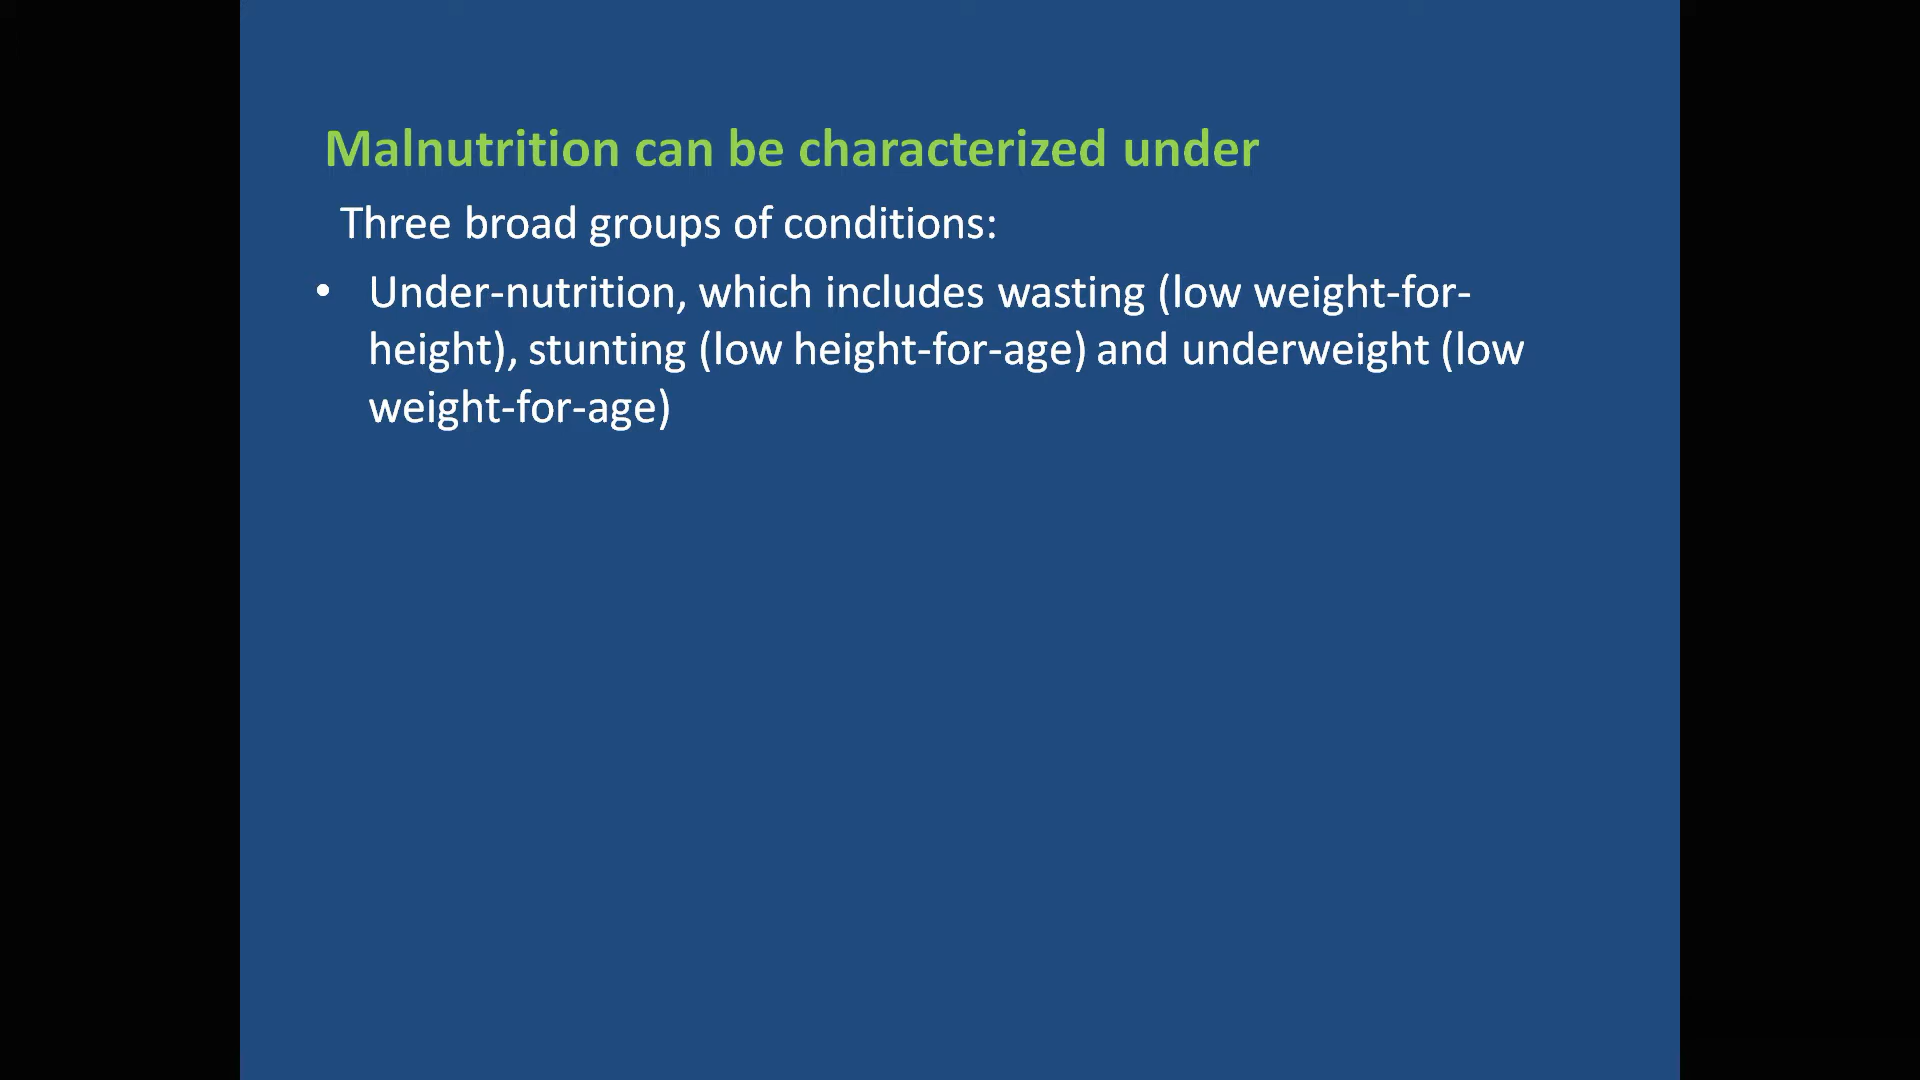 Malnutrition can be characterized under
Three broad groups of conditions:
• Under-nutrition, which includes wasting (low weight-for-
height), stunting (low height-for-age) and underweight (low
weight-for-age)